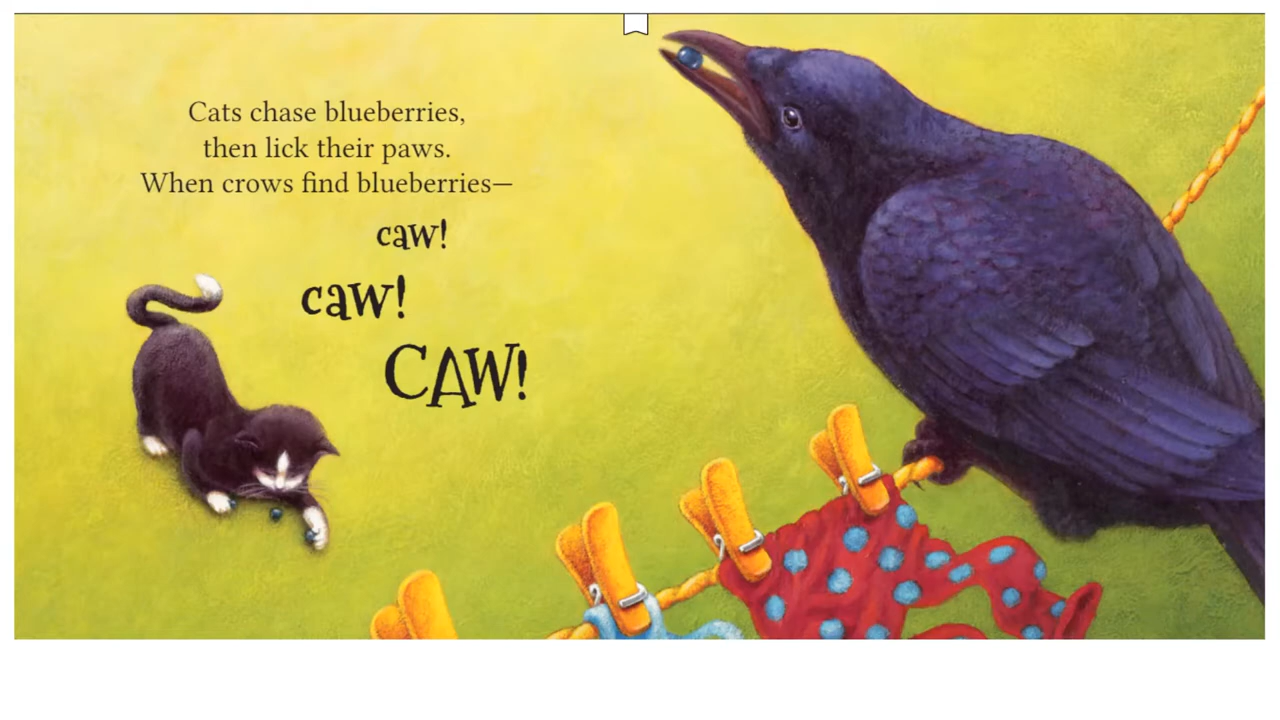 Cats chase blueberries,
then lick their paws.
When crows find blueberries—
caw!
caw!
CAW!